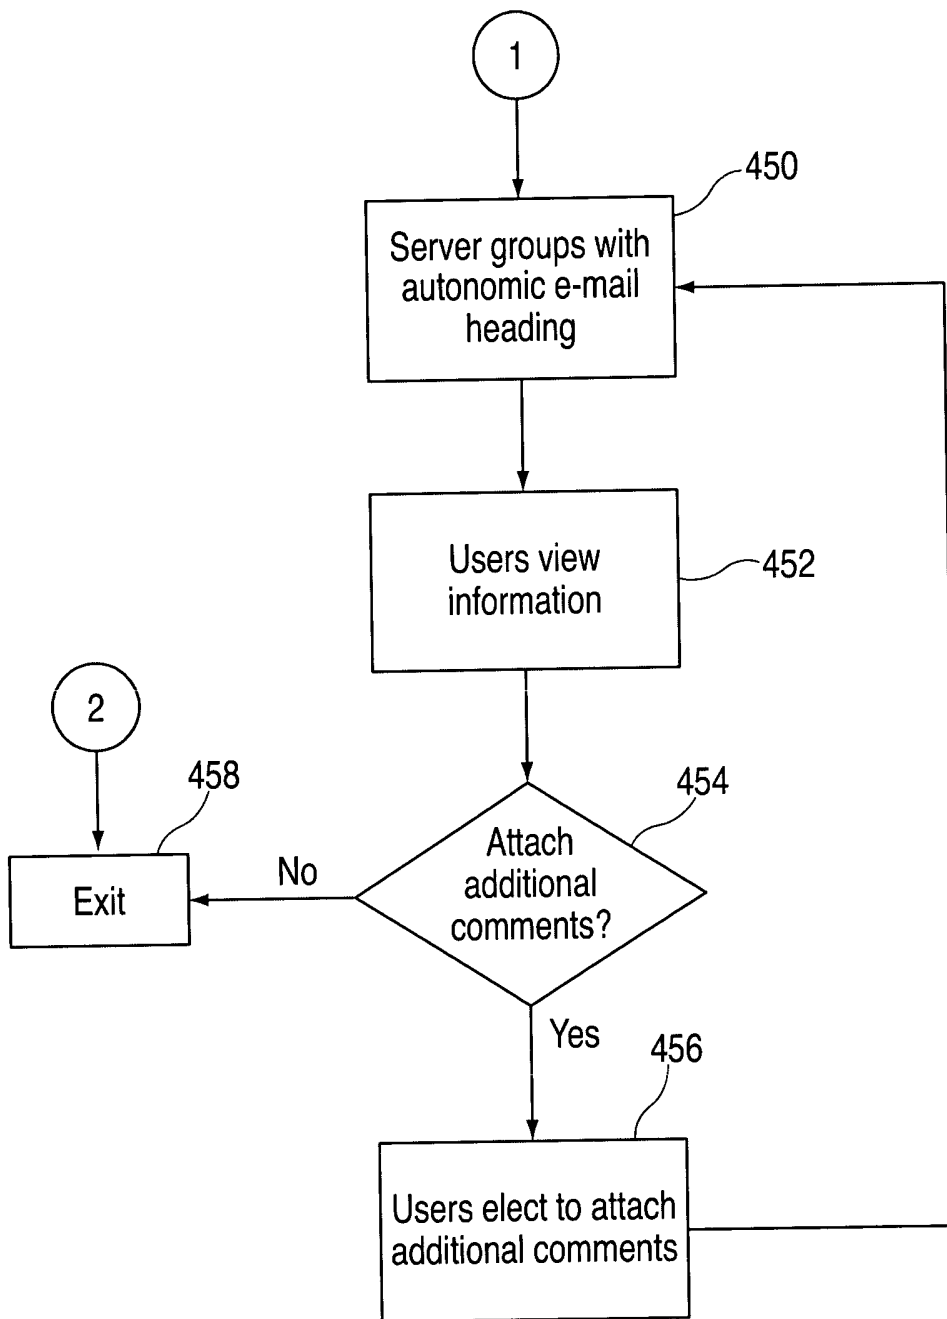 1
450
Server groups with
autonomic e-mail
heading
Users view
information
452
2
458
454
Attach
additional
comments?
No
Exit
Yes
456
Users elect to attach
additional comments